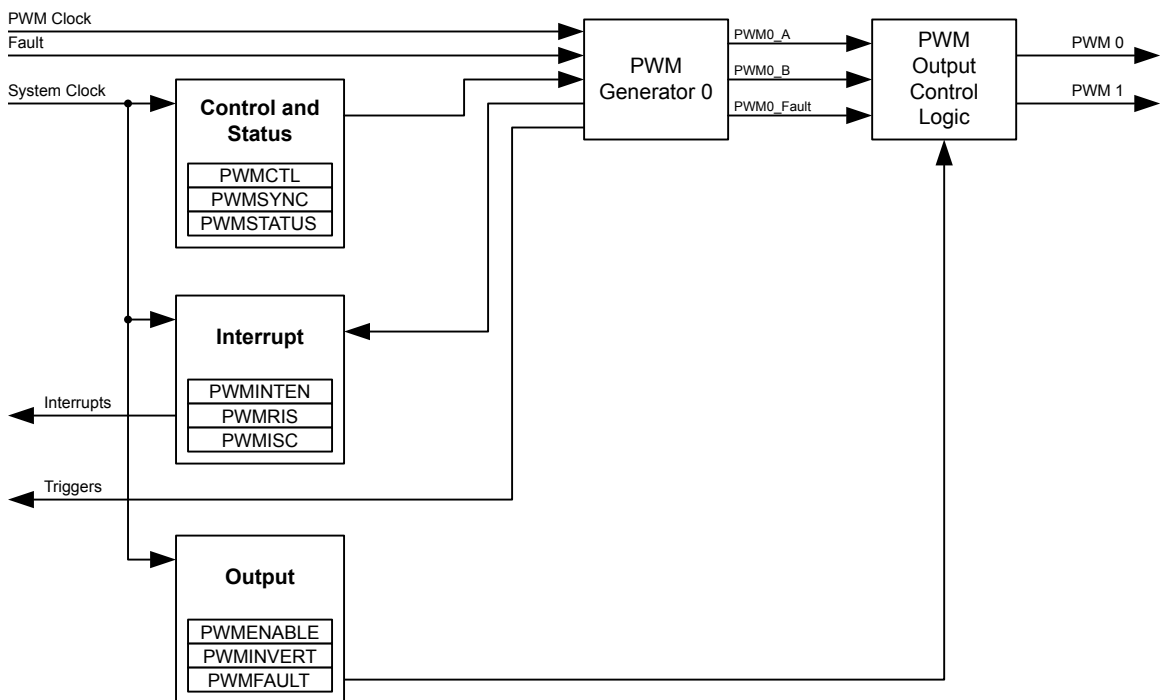 PWM Clock
Fault
System Clock
Control and
Status
PWMCTL
PWMSYNC
PWMSTATUS
Interrupt
PWMINTEN
PWMRIS
PWMISC
Interrupts
Triggers
Output
PWMENABLE
PWMINVERT
PWMFAULT
PWM
Generator 0
PWM0_A
PWM0_B
PWM0_Fault
PWM
Output
Control
Logic
PWM 0
PWM 1